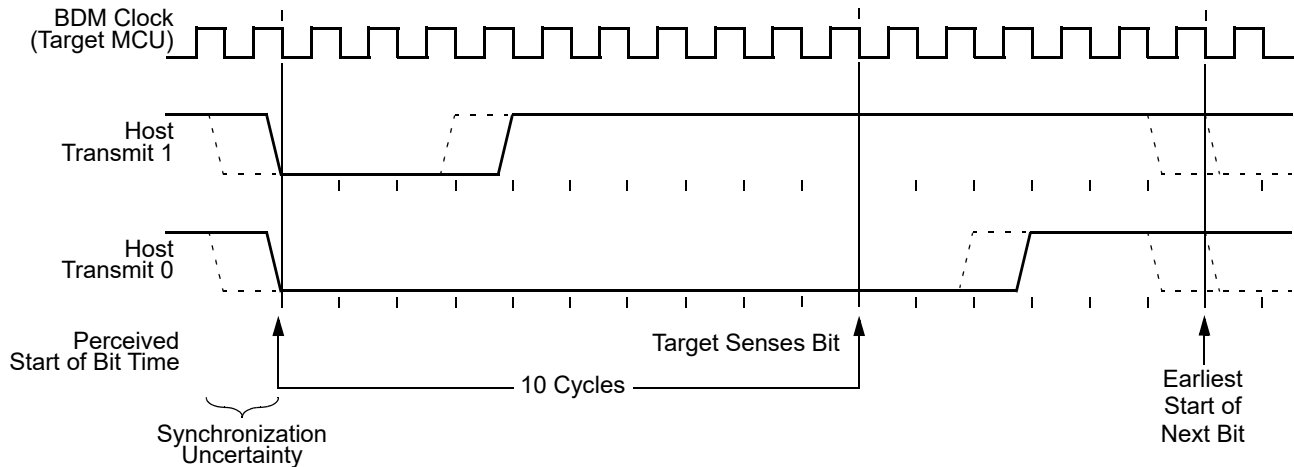 BDM Clock
(Target MCU)
Host
Transmit 1
Host
Transmit 0
Perceived
Start of Bit Time
Target Senses Bit
10 Cycles
Earliest
Start of
Next Bit
Synchronization
Uncertainty